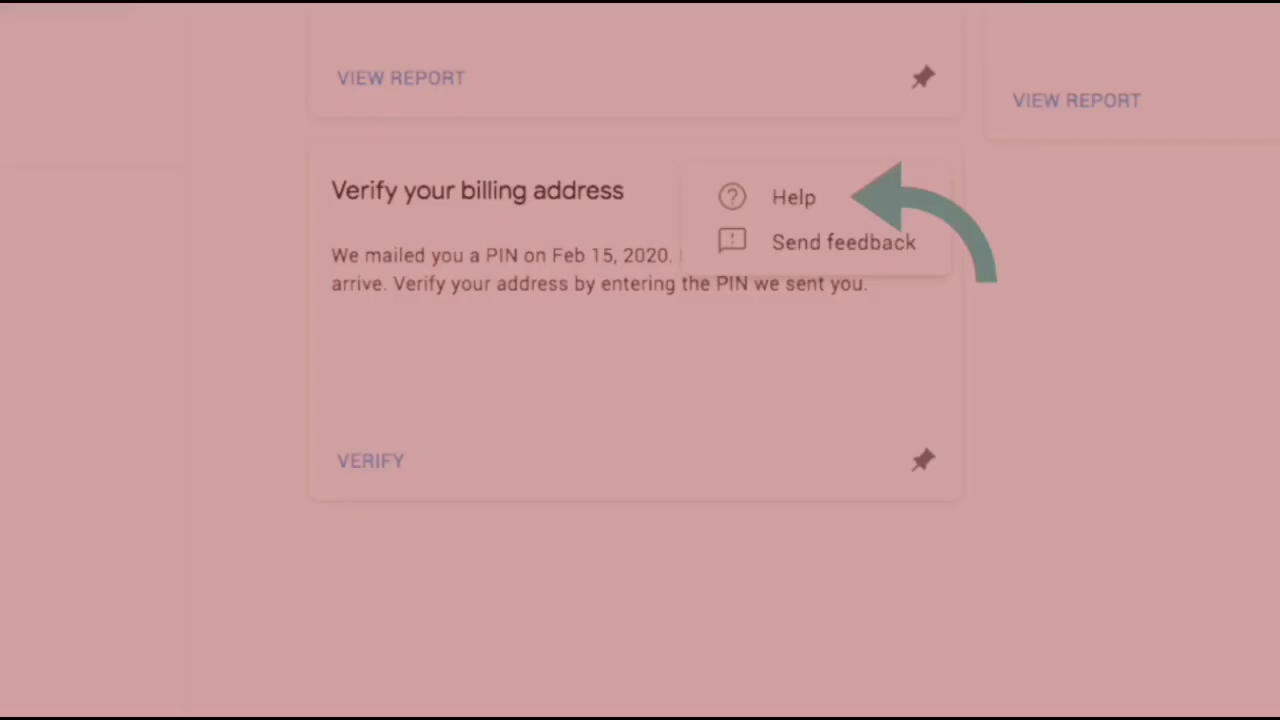 VIEW REPORT
VIEW REPORT
Verify your billing address
Help
Send feedback
We mailed you a PIN on Feb 15, 2020.
arrive. Verify your address by entering the PIN we sent you.
VERIFY